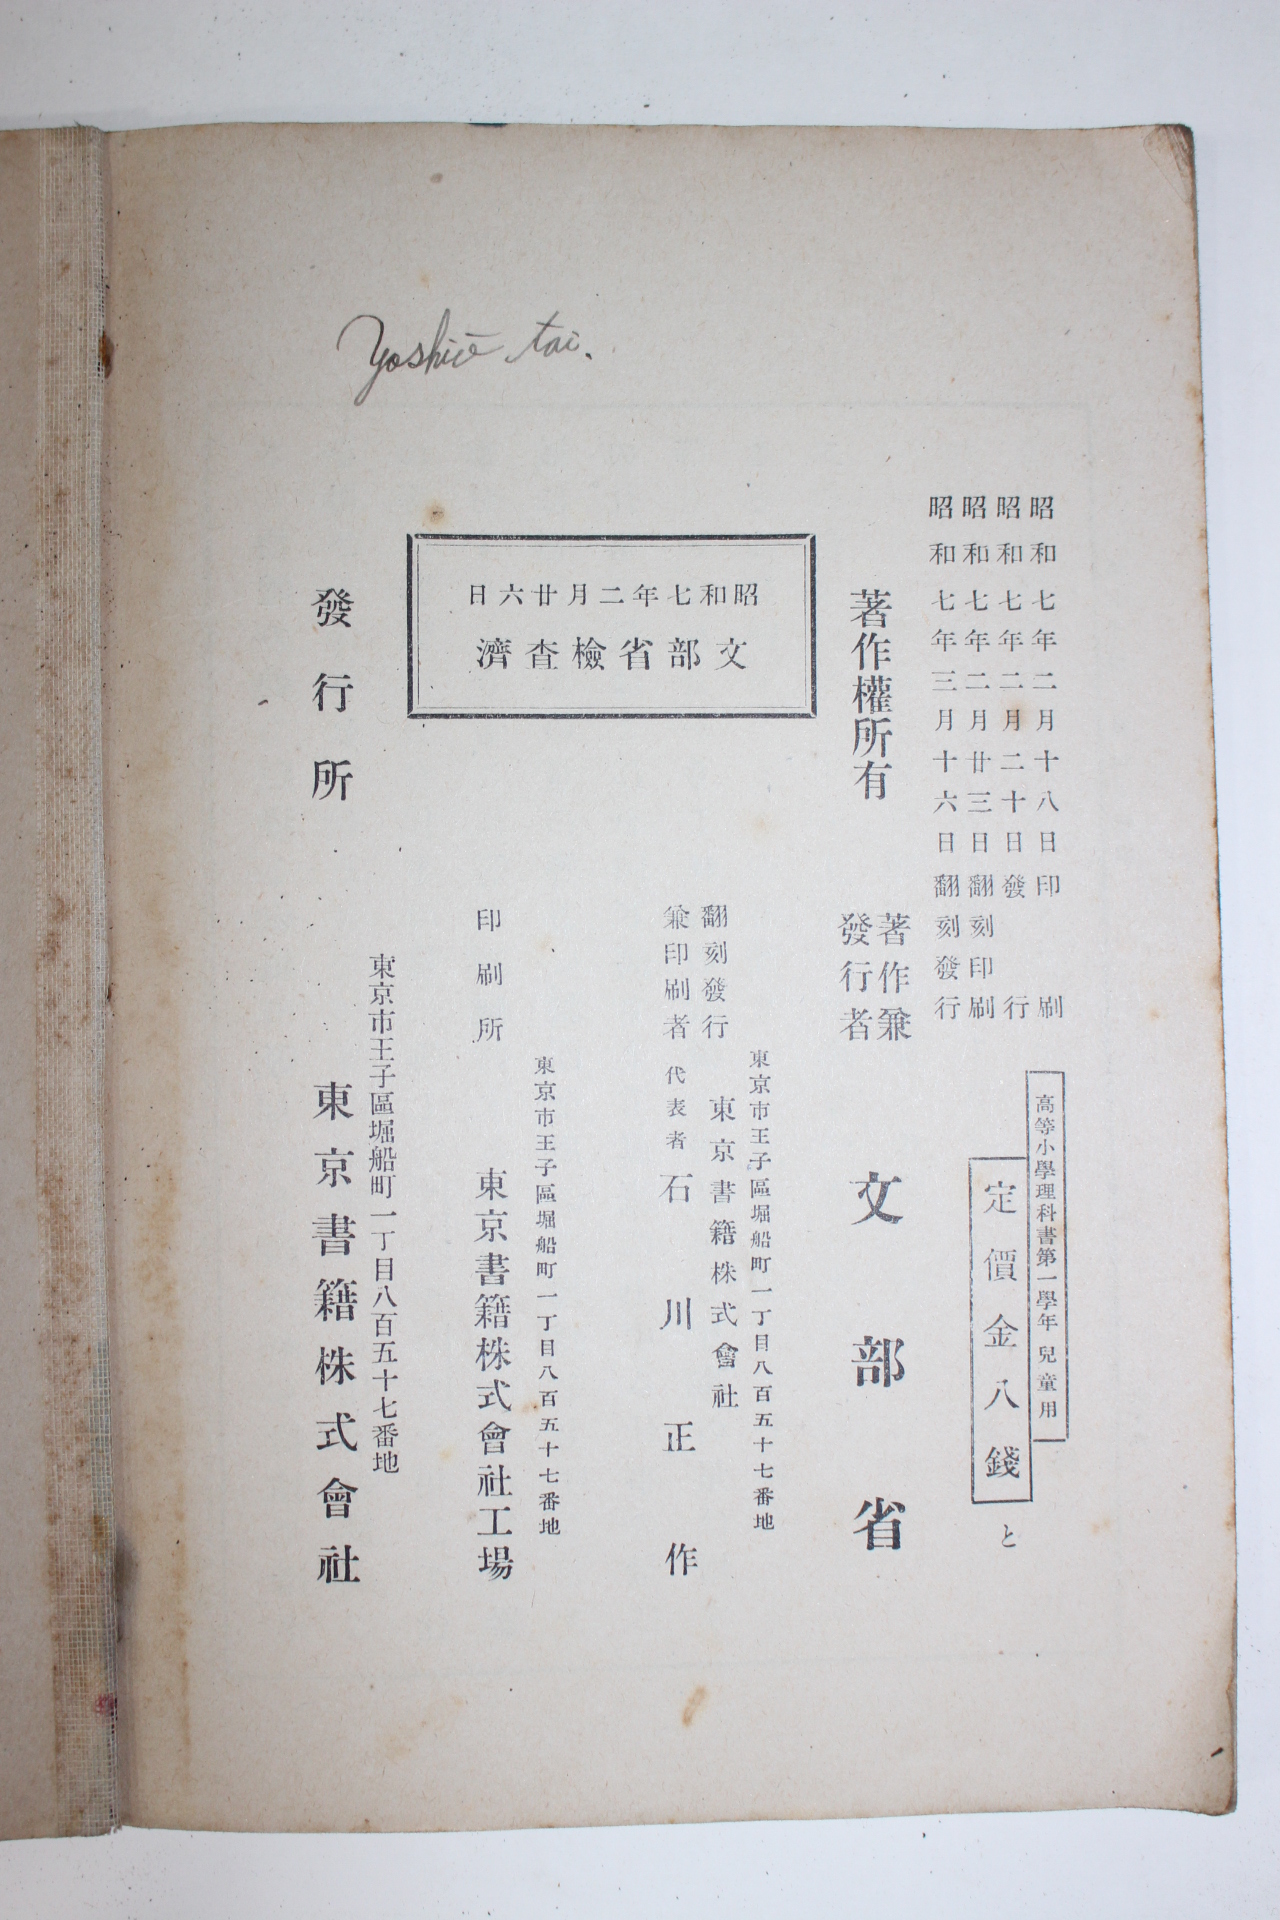 Yoshiē tai.
昭和七年二月十八日印刷
昭和七年二月二十日發行
昭和七年二月廿三日翻刻印刷
昭和七年三月十六日翻刻發行
高等小學理科書第一學年 兒童用
定價金八錢
と
著作權所有
著作兼
發行者
文部省
昭和七年二月廿六日
文部省檢査濟
東京市王子區堀船町一丁目八百五十七番地
翻刻發行
兼印刷者
東京書籍株式會社
代表者 石川正作
東京市王子區堀船町一丁目八百五十七番地
印刷所
東京書籍株式會社工場
東京市王子區堀船町一丁目八百五十七番地
發行所
東京書籍株式會社